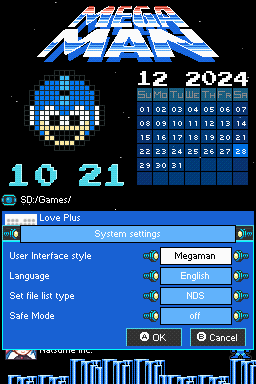 MEGA
MAN
12 2024
Su Mo Tu We Th Fr Sa
01 02 03 04 05 06 07
08 09 10 11 12 13 14
15 16 17 18 19 20 21
22 23 24 25 26 27 28
29 30 31
10 21
SD:/Games/
Love Plus
System settings
User Interface style Megaman
Language English
Set file list type NDS
Safe Mode off
A OK B Cancel
Natsume Inc.